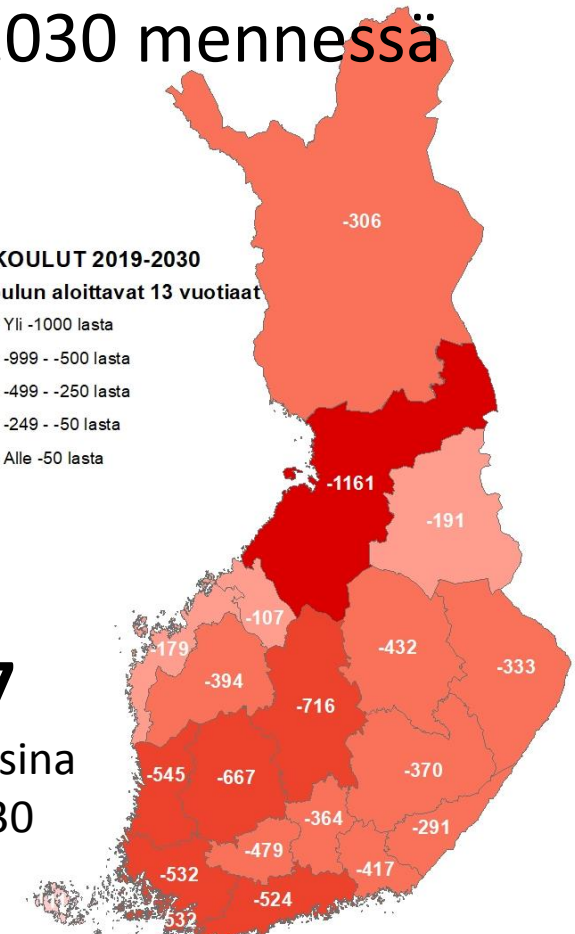 2030 mennessä
KOULUT 2019-2030
oulun aloittavat 13 vuotiaat
Yli -1000 lasta
-999 - -500 lasta
-499 - -250 lasta
-249 - -50 lasta
Alle -50 lasta
-306
-1161
-191
-107
-179
-432
-333
-394
-716
7
sina
30
-545
-667
-370
-364
-291
-479
-417
-532
-524
532